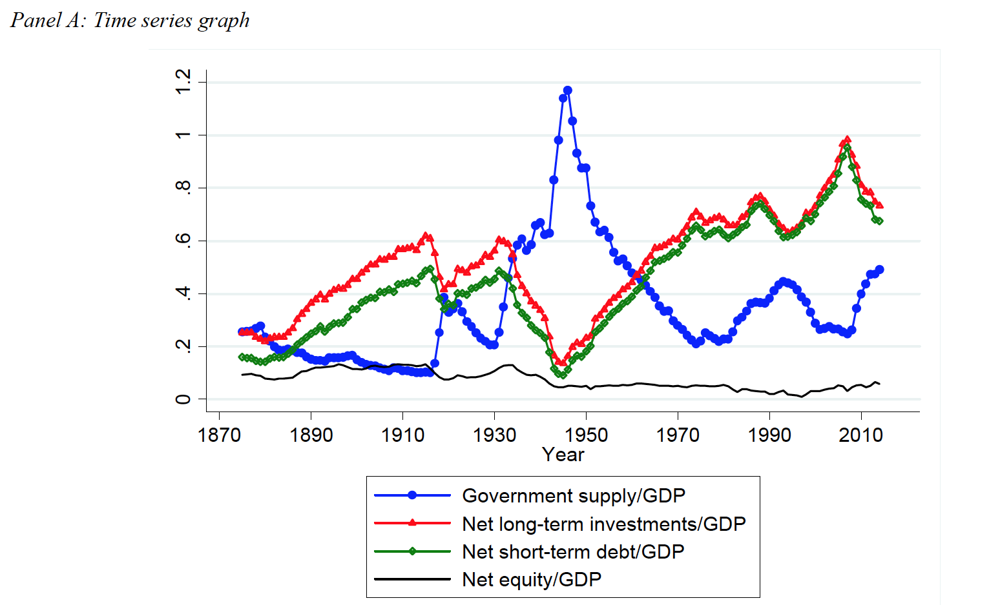 Panel A: Time series graph
1.2
1
.8
.6
.4
.2
0
1870 1890 1910 1930 1950 1970 1990 2010
Year
Government supply/GDP
Net long-term investments/GDP
Net short-term debt/GDP
Net equity/GDP